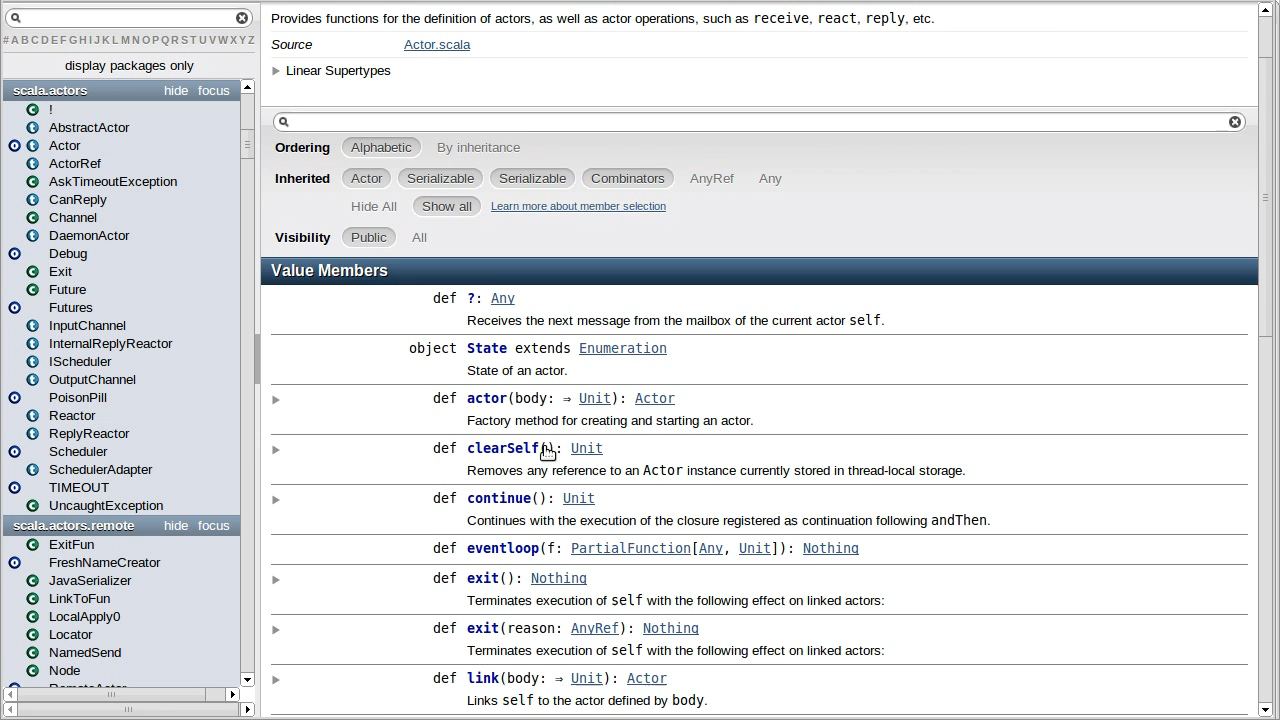 Provides functions for the definition of actors, as well as actor operations, such as receive, react, reply, etc.
Source Actor.scala
Linear Supertypes
#ABCDEFGHIJKLMNOPQRSTUVWXYZ
display packages only
scala.actors hide focus
!
AbstractActor
Actor
ActorRef
AskTimeoutException
CanReply
Channel
DaemonActor
Debug
Exit
Future
Futures
InputChannel
InternalReplyReactor
IScheduler
OutputChannel
PoisonPill
Reactor
ReplyReactor
Scheduler
SchedulerAdapter
TIMEOUT
UncaughtException
scala.actors.remote hide focus
ExitFun
FreshNameCreator
JavaSerializer
LinkToFun
LocalApply0
Locator
NamedSend
Node
RemoteActor
Ordering Alphabetic By inheritance
Inherited Actor Serializable Serializable Combinators AnyRef Any
Hide All Show all Learn more about member selection
Visibility Public All
Value Members
def ?: Any
Receives the next message from the mailbox of the current actor self.
object State extends Enumeration
State of an actor.
def actor(body: ⇒ Unit): Actor
Factory method for creating and starting an actor.
def clearSelf(): Unit
Removes any reference to an Actor instance currently stored in thread-local storage.
def continue(): Unit
Continues with the execution of the closure registered as continuation following andThen.
def eventloop(f: PartialFunction[Any, Unit]): Nothing
def exit(): Nothing
Terminates execution of self with the following effect on linked actors:
def exit(reason: AnyRef): Nothing
Terminates execution of self with the following effect on linked actors:
def link(body: ⇒ Unit): Actor
Links self to the actor defined by body.